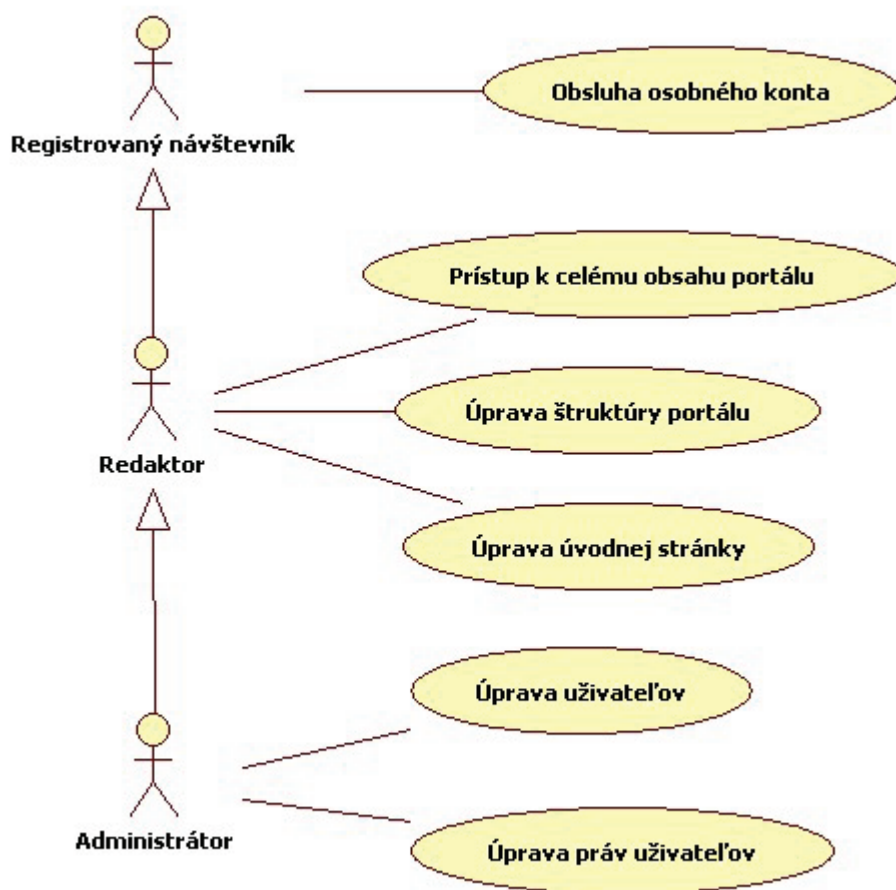 Obsluha osobného konta
Registrovaný návštevník
Prístup k celému obsahu portálu
Úprava štruktúry portálu
Redaktor
Úprava úvodnej stránky
Úprava uživateľov
Administrátor
Úprava práv uživateľov